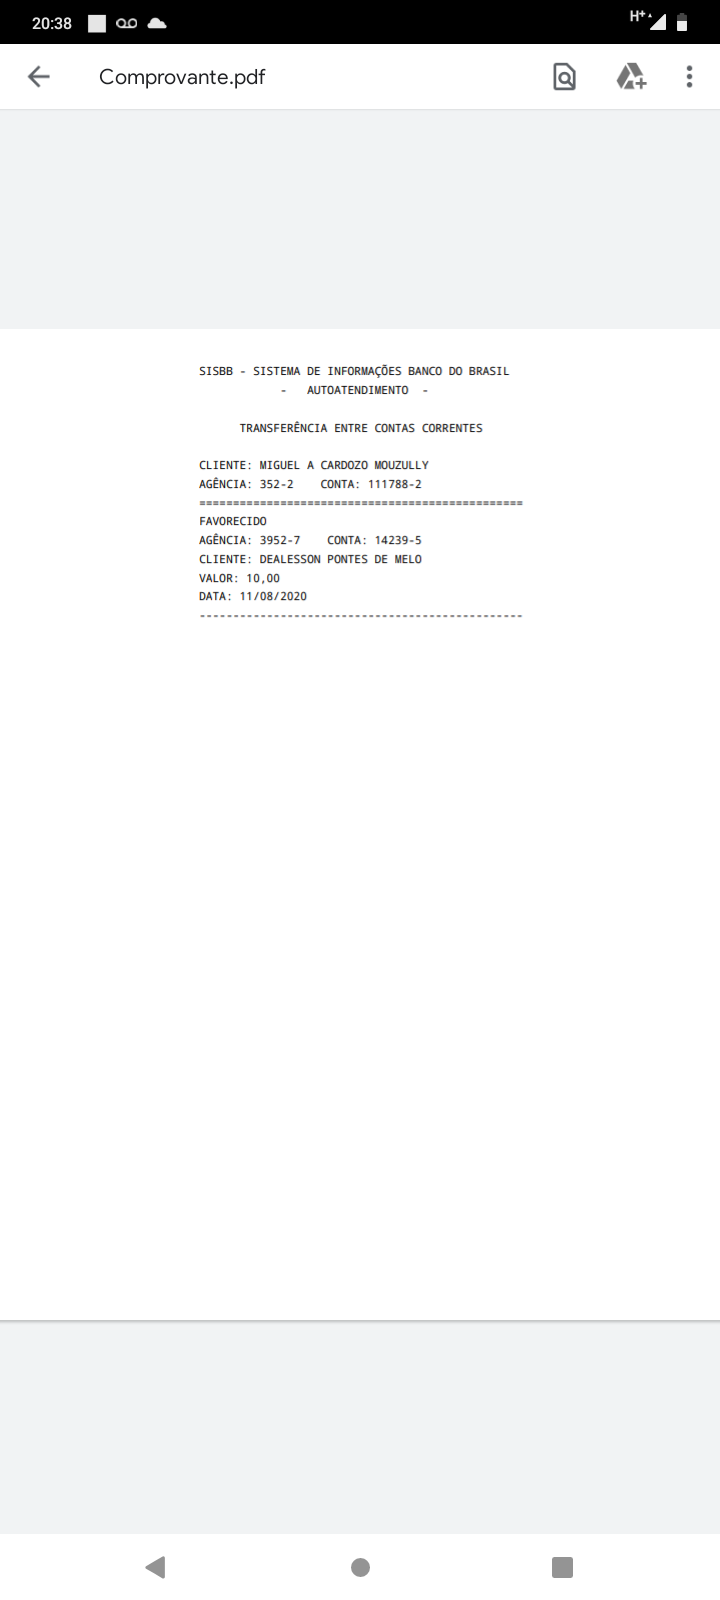 20:38
H+
Comprovante.pdf
SISBB - SISTEMA DE INFORMAÇÕES BANCO DO BRASIL
- AUTOATENDIMENTO -
TRANSFERÊNCIA ENTRE CONTAS CORRENTES
CLIENTE: MIGUEL A CARDOZO MOUZULLY
AGÊNCIA: 352-2 CONTA: 111788-2
================================================
FAVORECIDO
AGÊNCIA: 3952-7 CONTA: 14239-5
CLIENTE: DEALESSON PONTES DE MELO
VALOR: 10,00
DATA: 11/08/2020
------------------------------------------------